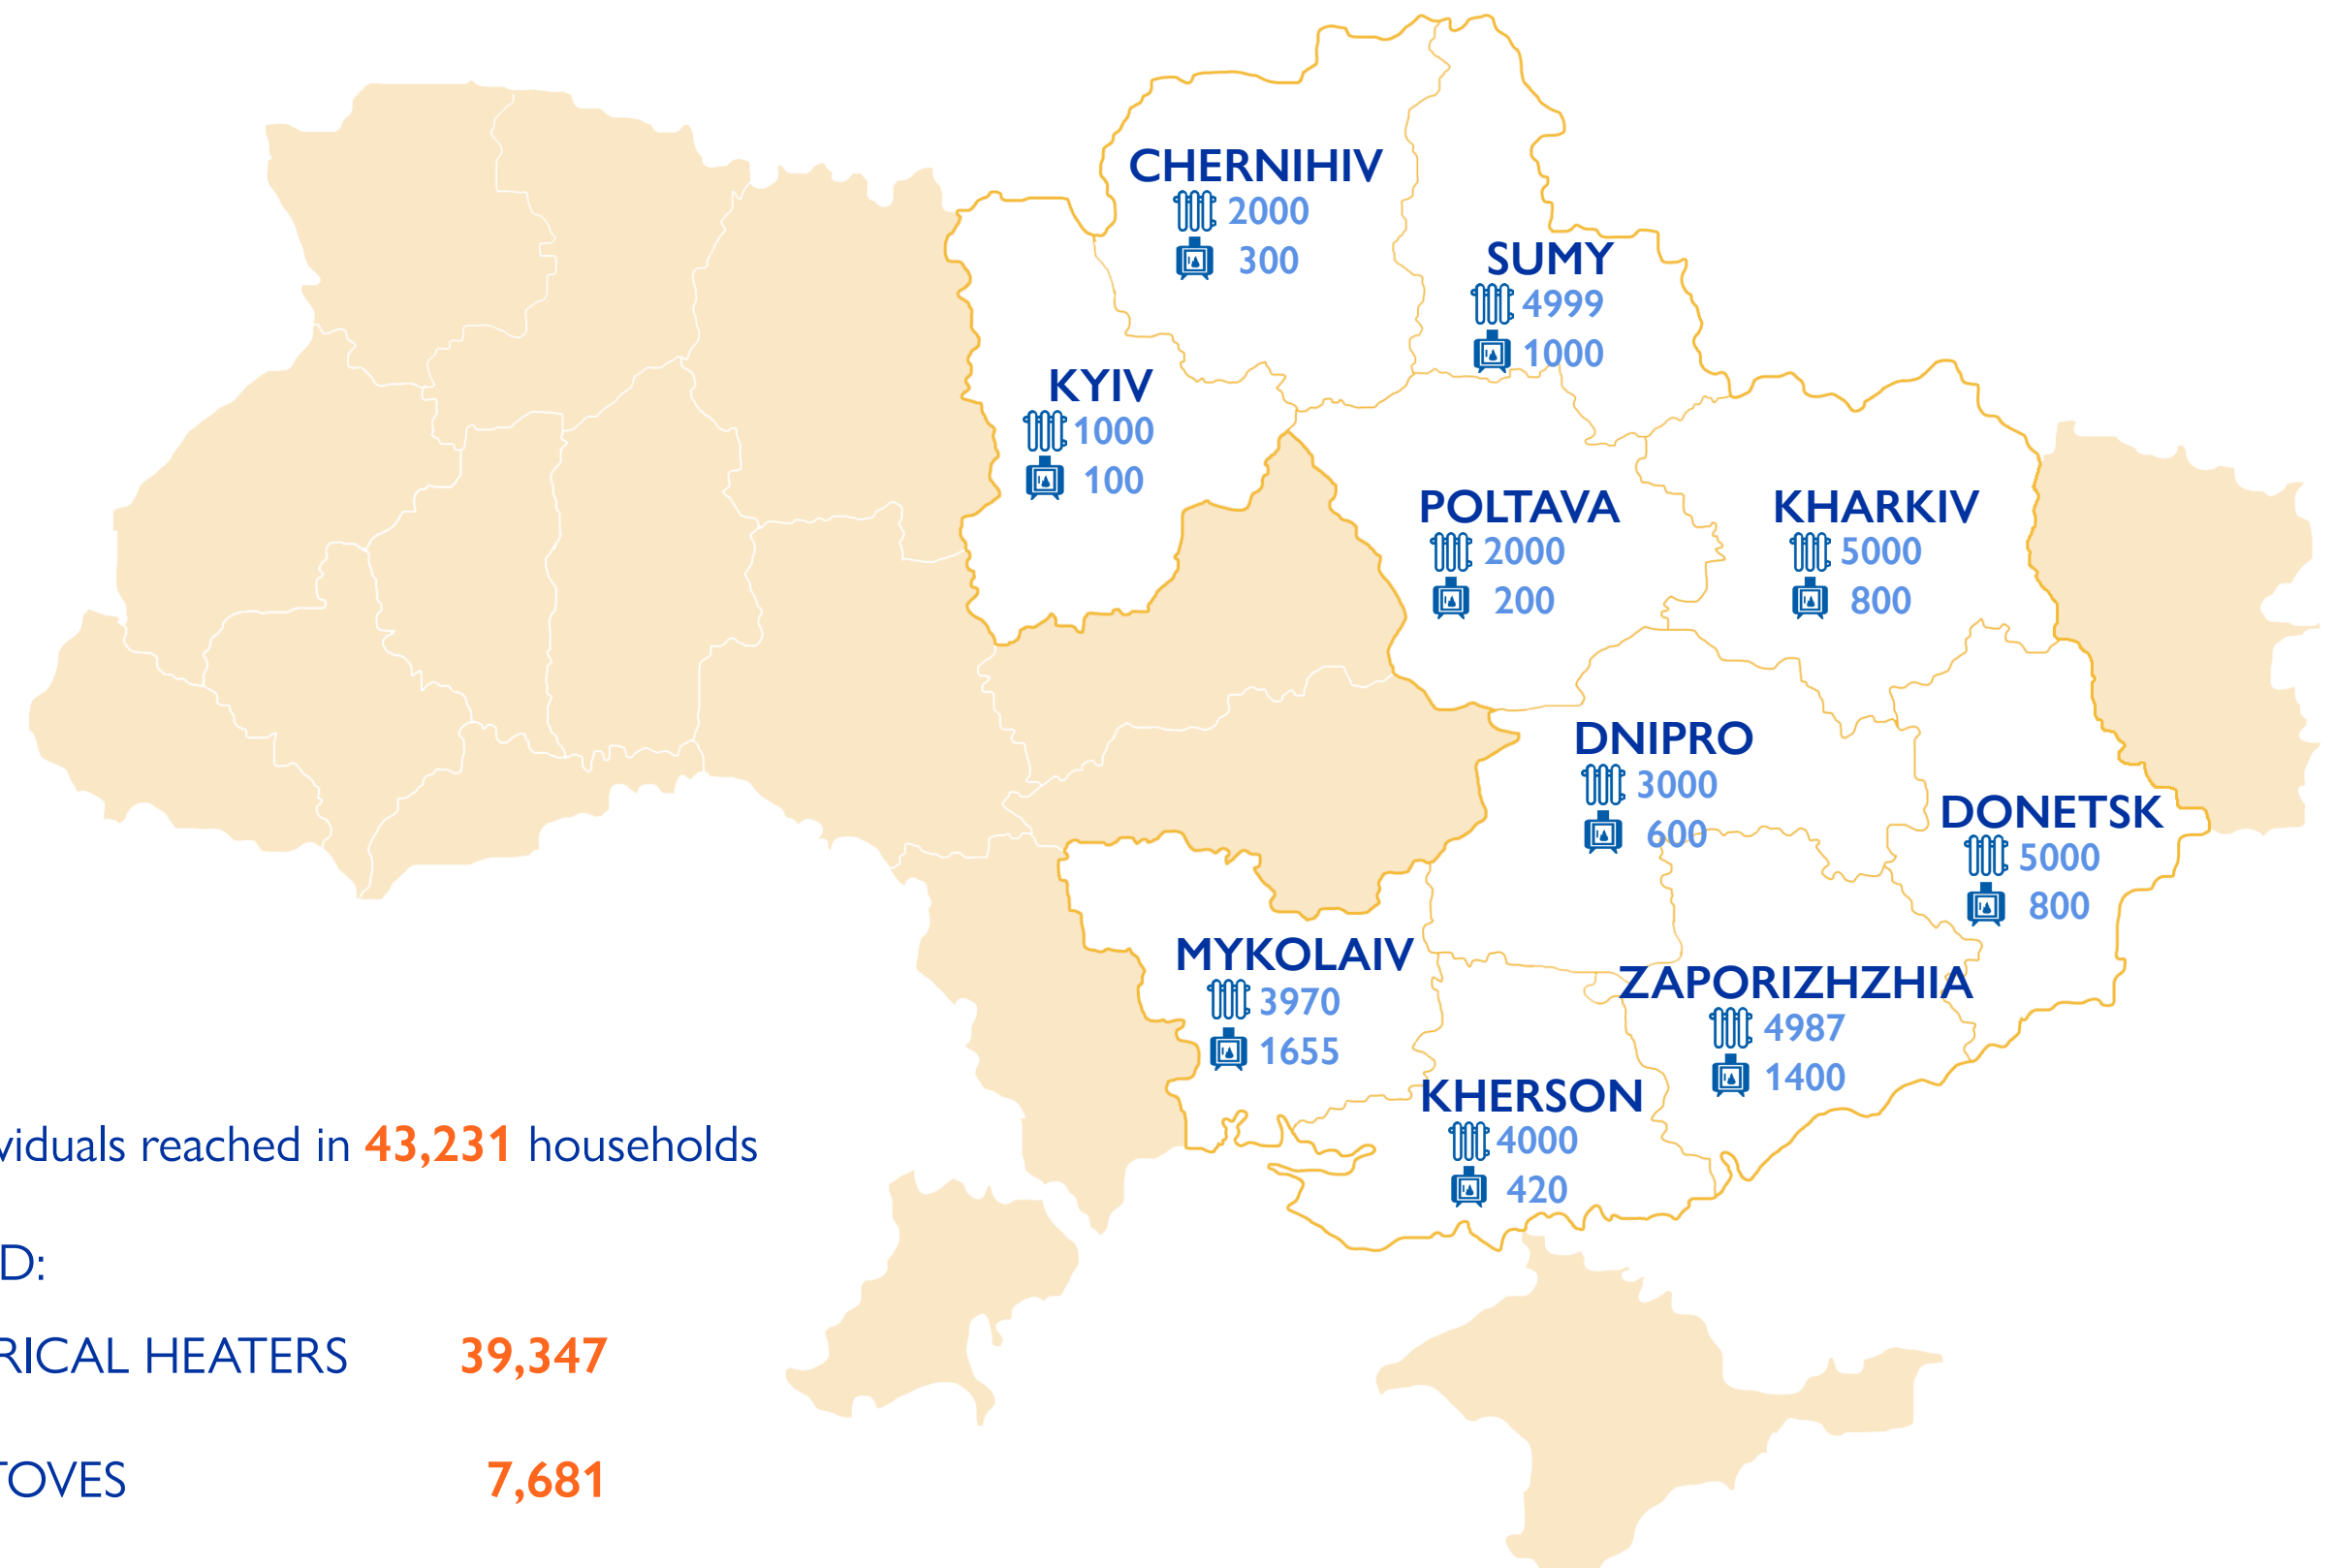 CHERNIHIV
2000
300
SUMY
4999
1000
KYIV
1000
100
POLTAVA
2000
200
KHARKIV
5000
800
DNIPRO
3000
600
DONETSK
5000
800
MYKOLAIV
3970
1655
ZAPORIZHZHIA
4987
1400
KHERSON
4000
420
viduals reached in 43,231 households
D:
RICAL HEATERS 39,347
TOVES 7,681